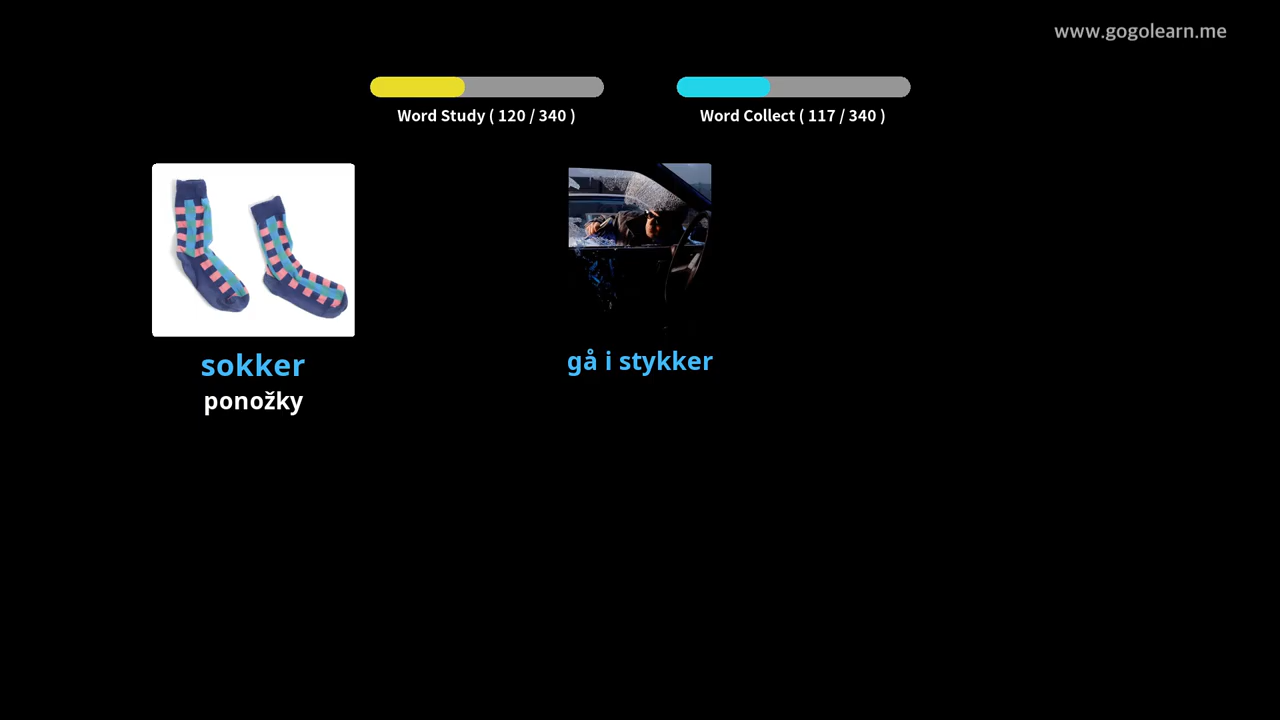 www.gogolearn.me
Word Study ( 120 / 340 )
Word Collect ( 117 / 340 )
sokker
ponožky
gå i stykker